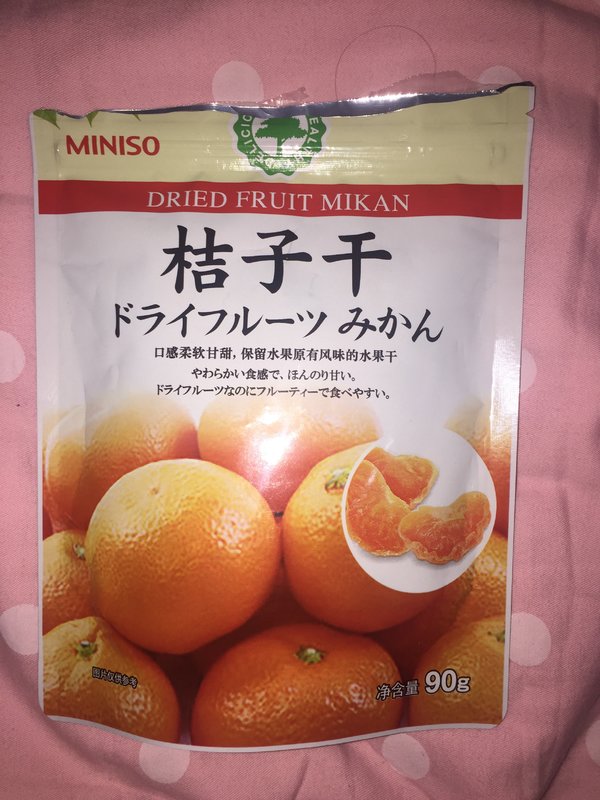 MINISO
DRIED FRUIT MIKAN
桔子干
ドライフルーツ みかん
口感柔软甘甜,保留水果原有风味的水果干
やわらかい食感で、ほんのり甘い。
ドライフルーツなのにフルーティーで食べやすい。
图片仅供参考
净含量 90g